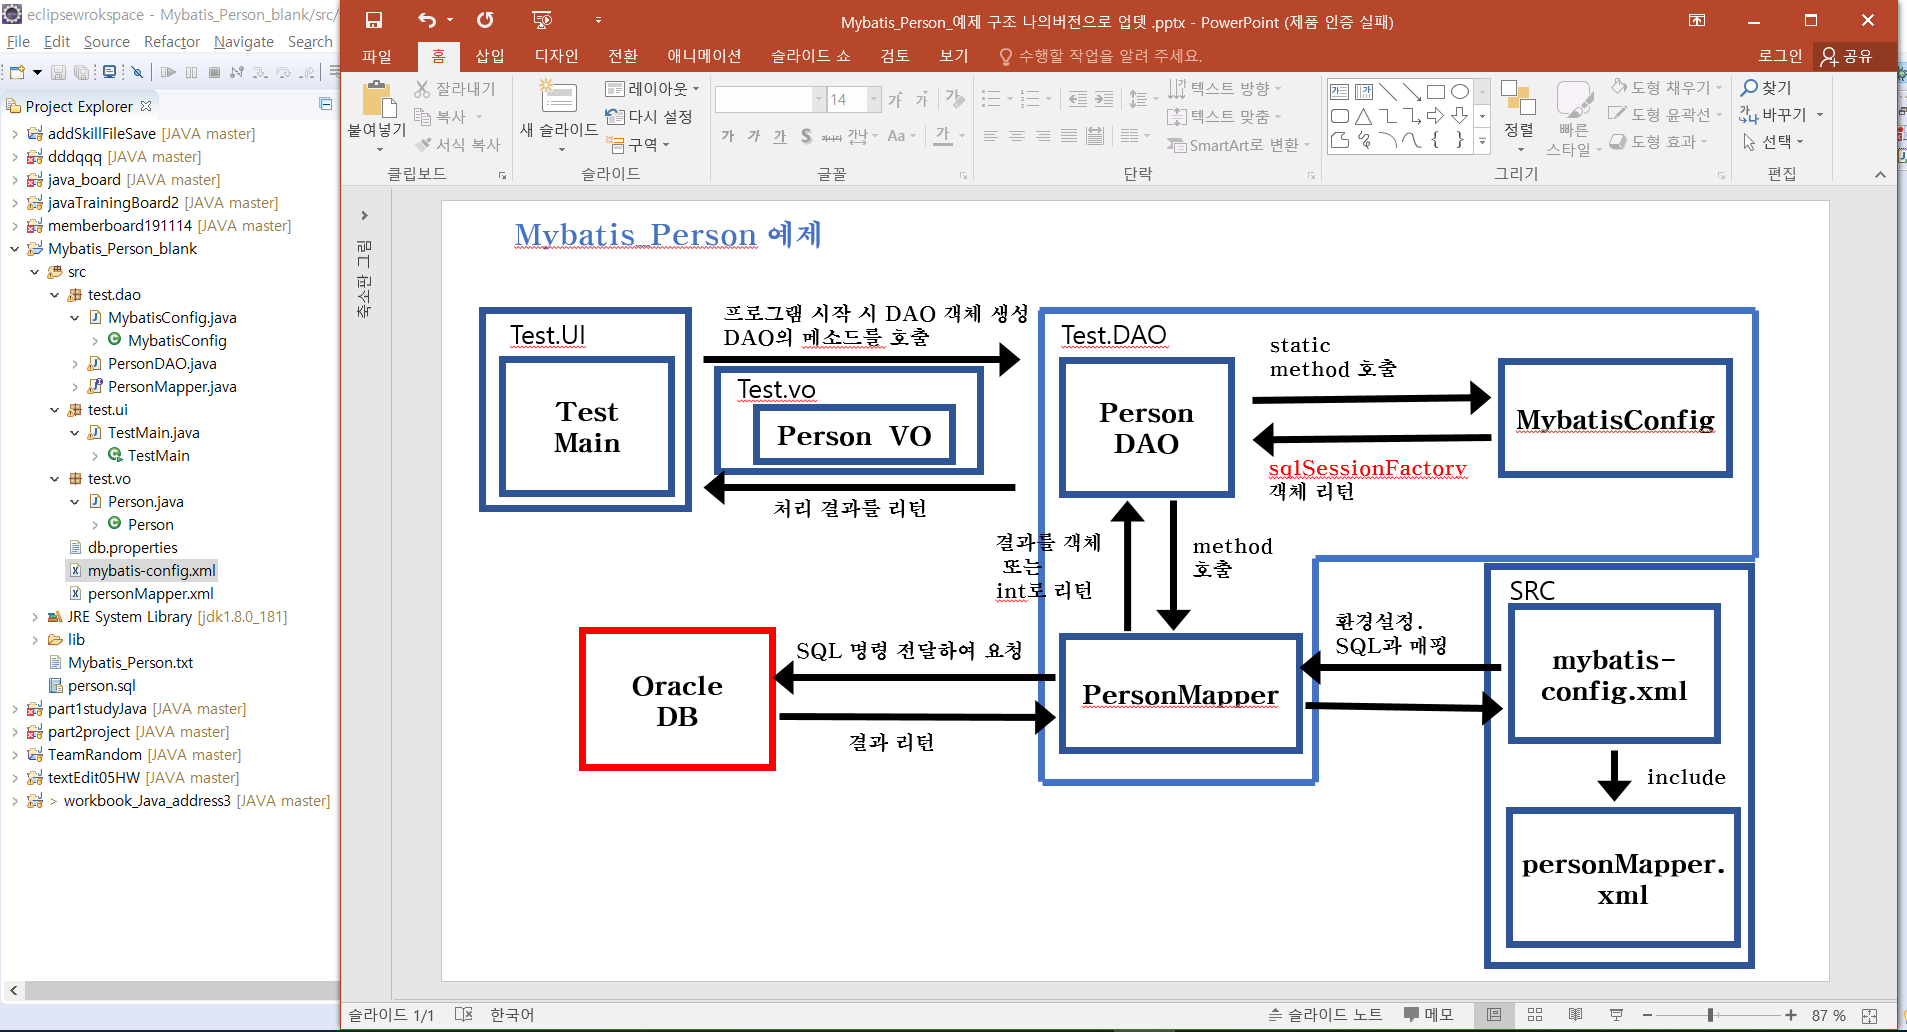 eclipsewrokspace - Mybatis_Person_blank/src/
File Edit Source Refactor Navigate Search
Project Explorer
addSkillFileSave [JAVA master]
dddqqq [JAVA master]
java_board [JAVA master]
javaTrainingBoard2 [JAVA master]
memberboard191114 [JAVA master]
Mybatis_Person_blank
src
test.dao
MybatisConfig.java
MybatisConfig
PersonDAO.java
PersonMapper.java
test.ui
TestMain.java
TestMain
test.vo
Person.java
Person
db.properties
mybatis-config.xml
personMapper.xml
JRE System Library [jdk1.8.0_181]
lib
Mybatis_Person.txt
person.sql
part1studyJava [JAVA master]
part2project [JAVA master]
TeamRandom [JAVA master]
textEdit05HW [JAVA master]
> workbook_Java_address3 [JAVA master]
Mybatis_Person_예제 구조 나의버전으로 업뎃 .pptx - PowerPoint (제품 인증 실패)
파일 홈 삽입 디자인 전환 애니메이션 슬라이드 쇼 검토 보기 수행할 작업을 알려 주세요. 로그인 공유
붙여넣기
잘라내기
복사
서식 복사
클립보드
새 슬라이드
레이아웃
다시 설정
구역
슬라이드
14
가 가 가
가 가 가 S abc 간 Aa 가
글꼴
텍스트 방향
텍스트 맞춤
SmartArt로 변환
단락
정렬
빠른
스타일
도형 채우기
도형 윤곽선
도형 효과
그리기
찾기
바꾸기
선택
편집
축소판 그림
Mybatis_Person 예제
Test.UI
Test
Main
프로그램 시작 시 DAO 객체 생성
DAO의 메소드를 호출
Test.vo
Person VO
처리 결과를 리턴
Test.DAO
Person
DAO
static
method 호출
MybatisConfig
sqlSessionFactory
객체 리턴
결과를 객체
또는
int로 리턴
method
호출
Oracle
DB
SQL 명령 전달하여 요청
결과 리턴
PersonMapper
환경설정.
SQL과 매핑
SRC
mybatis-
config.xml
include
personMapper.
xml
슬라이드 1/1 한국어 슬라이드 노트 메모 87 %